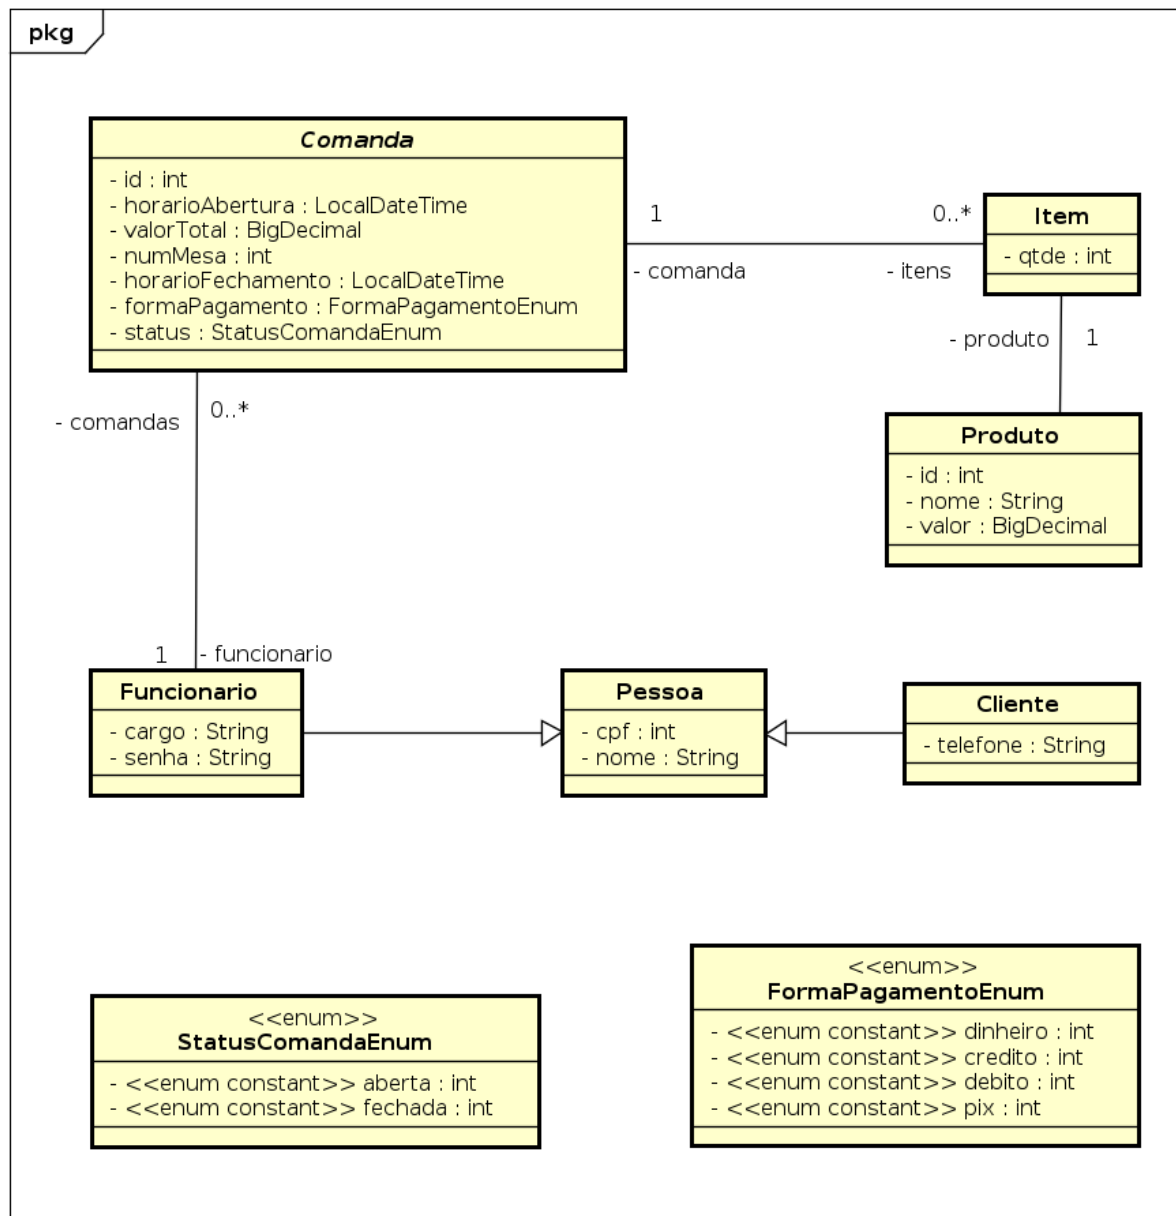 pkg
Comanda
- id : int
- horarioAbertura : LocalDateTime
- valorTotal : BigDecimal
- numMesa : int
- horarioFechamento : LocalDateTime
- formaPagamento : FormaPagamentoEnum
- status : StatusComandaEnum
1
0..*
- comanda
- itens
Item
- qtde : int
- produto
1
- comandas
0..*
Produto
- id : int
- nome : String
- valor : BigDecimal
1
- funcionario
Funcionario
- cargo : String
- senha : String
Pessoa
- cpf : int
- nome : String
Cliente
- telefone : String
<<enum>>
StatusComandaEnum
- <<enum constant>> aberta : int
- <<enum constant>> fechada : int
<<enum>>
FormaPagamentoEnum
- <<enum constant>> dinheiro : int
- <<enum constant>> credito : int
- <<enum constant>> debito : int
- <<enum constant>> pix : int